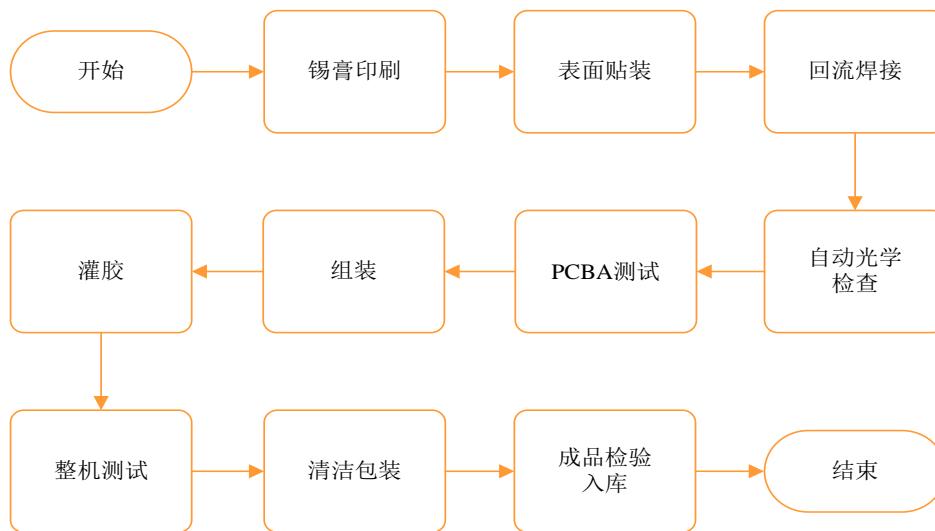 开始
锡膏印刷
表面贴装
回流焊接
自动光学
检查
PCBA测试
组装
灌胶
整机测试
清洁包装
成品检验
入库
结束